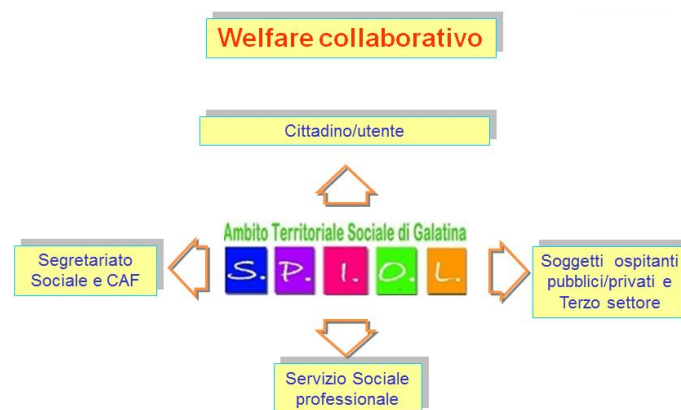 Welfare collaborativo
Cittadino/utente
Ambito Territoriale Sociale di Galatina
S. P. I. O. L.
Segretariato
Sociale e CAF
Soggetti ospitanti
pubblici/privati e
Terzo settore
Servizio Sociale
professionale